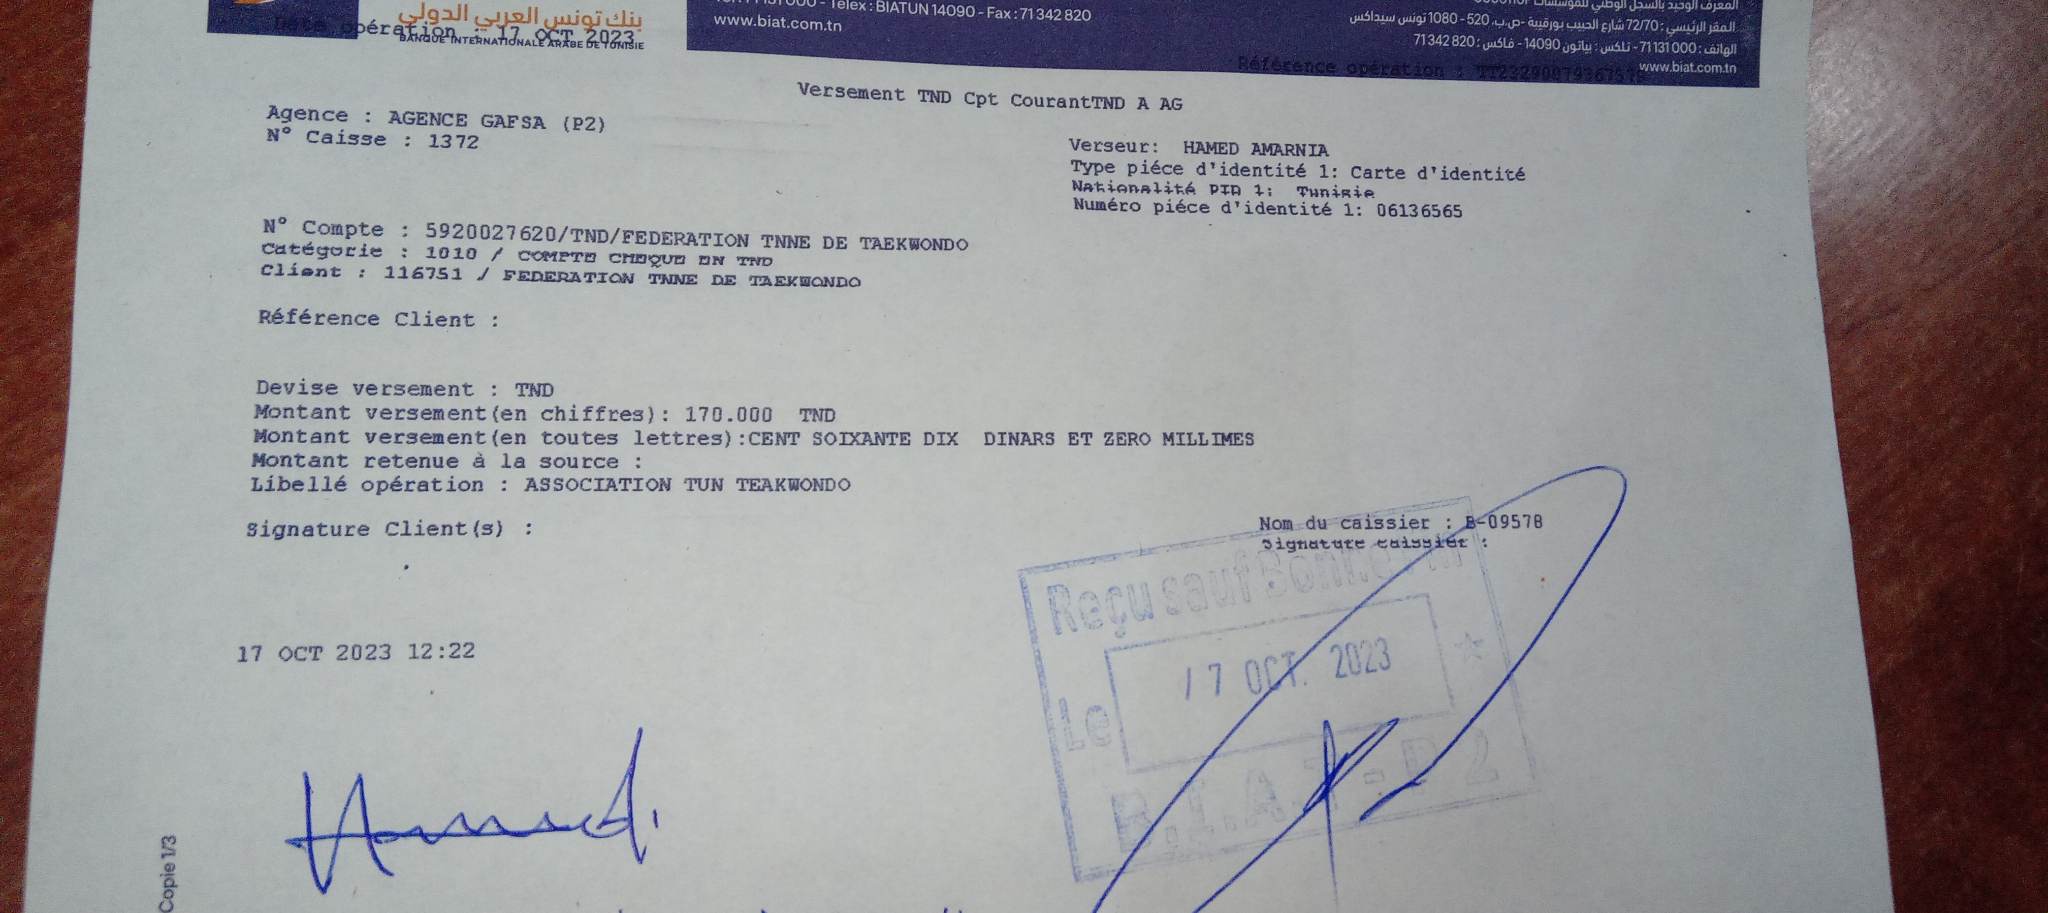 بنك تونس العربي الدولي
BANQUE INTERNATIONALE ARABE DE TUNISIE
Date opération : 17 OCT 2023
- Telex : BIATUN 14090 - Fax : 71 342 820
www.biat.com.tn
المقر الرئيسي : 72/70 شارع الحبيب بورقيبة -ص.ب. 520 - 1080 تونس سيداكس
الهاتف : 71131000 - تلكس : بياتون 14090 - فاكس : 71342820
www.biat.com.tn
Référence opération :
Versement TND Cpt CourantTND A AG
Agence : AGENCE GAFSA (P2)
N° Caisse : 1372
Verseur: HAMED AMARNIA
Type piéce d'identité 1: Carte d'identité
Nationalité PID 1: Tunisie
Numéro piéce d'identité 1: 06136565
N° Compte : 5920027620/TND/FEDERATION TNNE DE TAEKWONDO
Catégorie : 1010 / COMPTE CHEQUE EN TND
Client : 116751 / FEDERATION TNNE DE TAEKWONDO
Référence Client :
Devise versement : TND
Montant versement(en chiffres): 170.000 TND
Montant versement(en toutes lettres):CENT SOIXANTE DIX DINARS ET ZERO MILLIMES
Montant retenue à la source :
Libellé opération : ASSOCIATION TUN TEAKWONDO
Signature Client(s) :
Nom du caissier : B-09578
Signature caissier :
Reçu sauf Bonne Fin
Le 17 OCT. 2023
B.I.A.T - P 2
17 OCT 2023 12:22
Hamed.
Copie 1/3